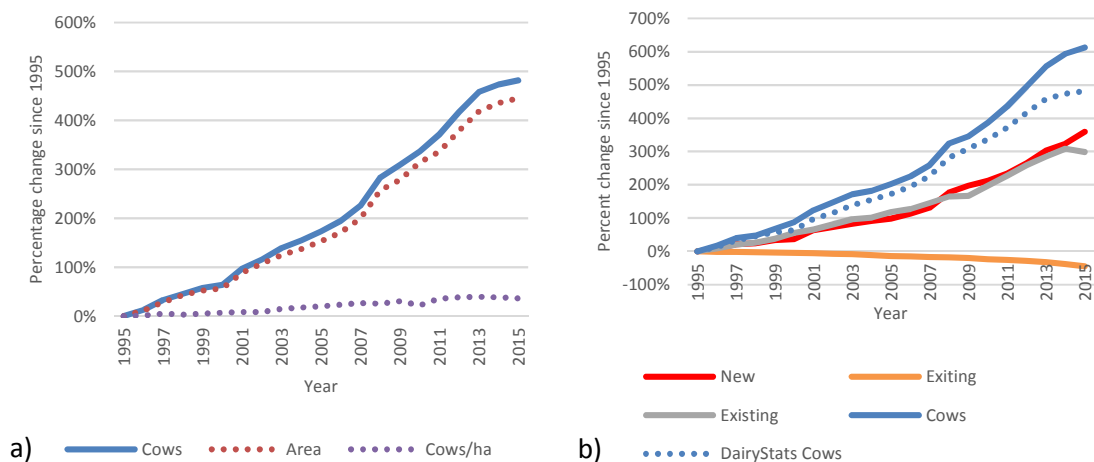 600%
500%
400%
300%
200%
100%
0%
Percentage change since 1995
1995
1997
1999
2001
2003
2005
2007
2009
2011
2013
2015
Year
a)
Cows
Area
Cows/ha
700%
600%
500%
400%
300%
200%
100%
0%
-100%
Percent change since 1995
1995
1997
1999
2001
2003
2005
2007
2009
2011
2013
2015
Year
b)
New
Exiting
Existing
Cows
DairyStats Cows